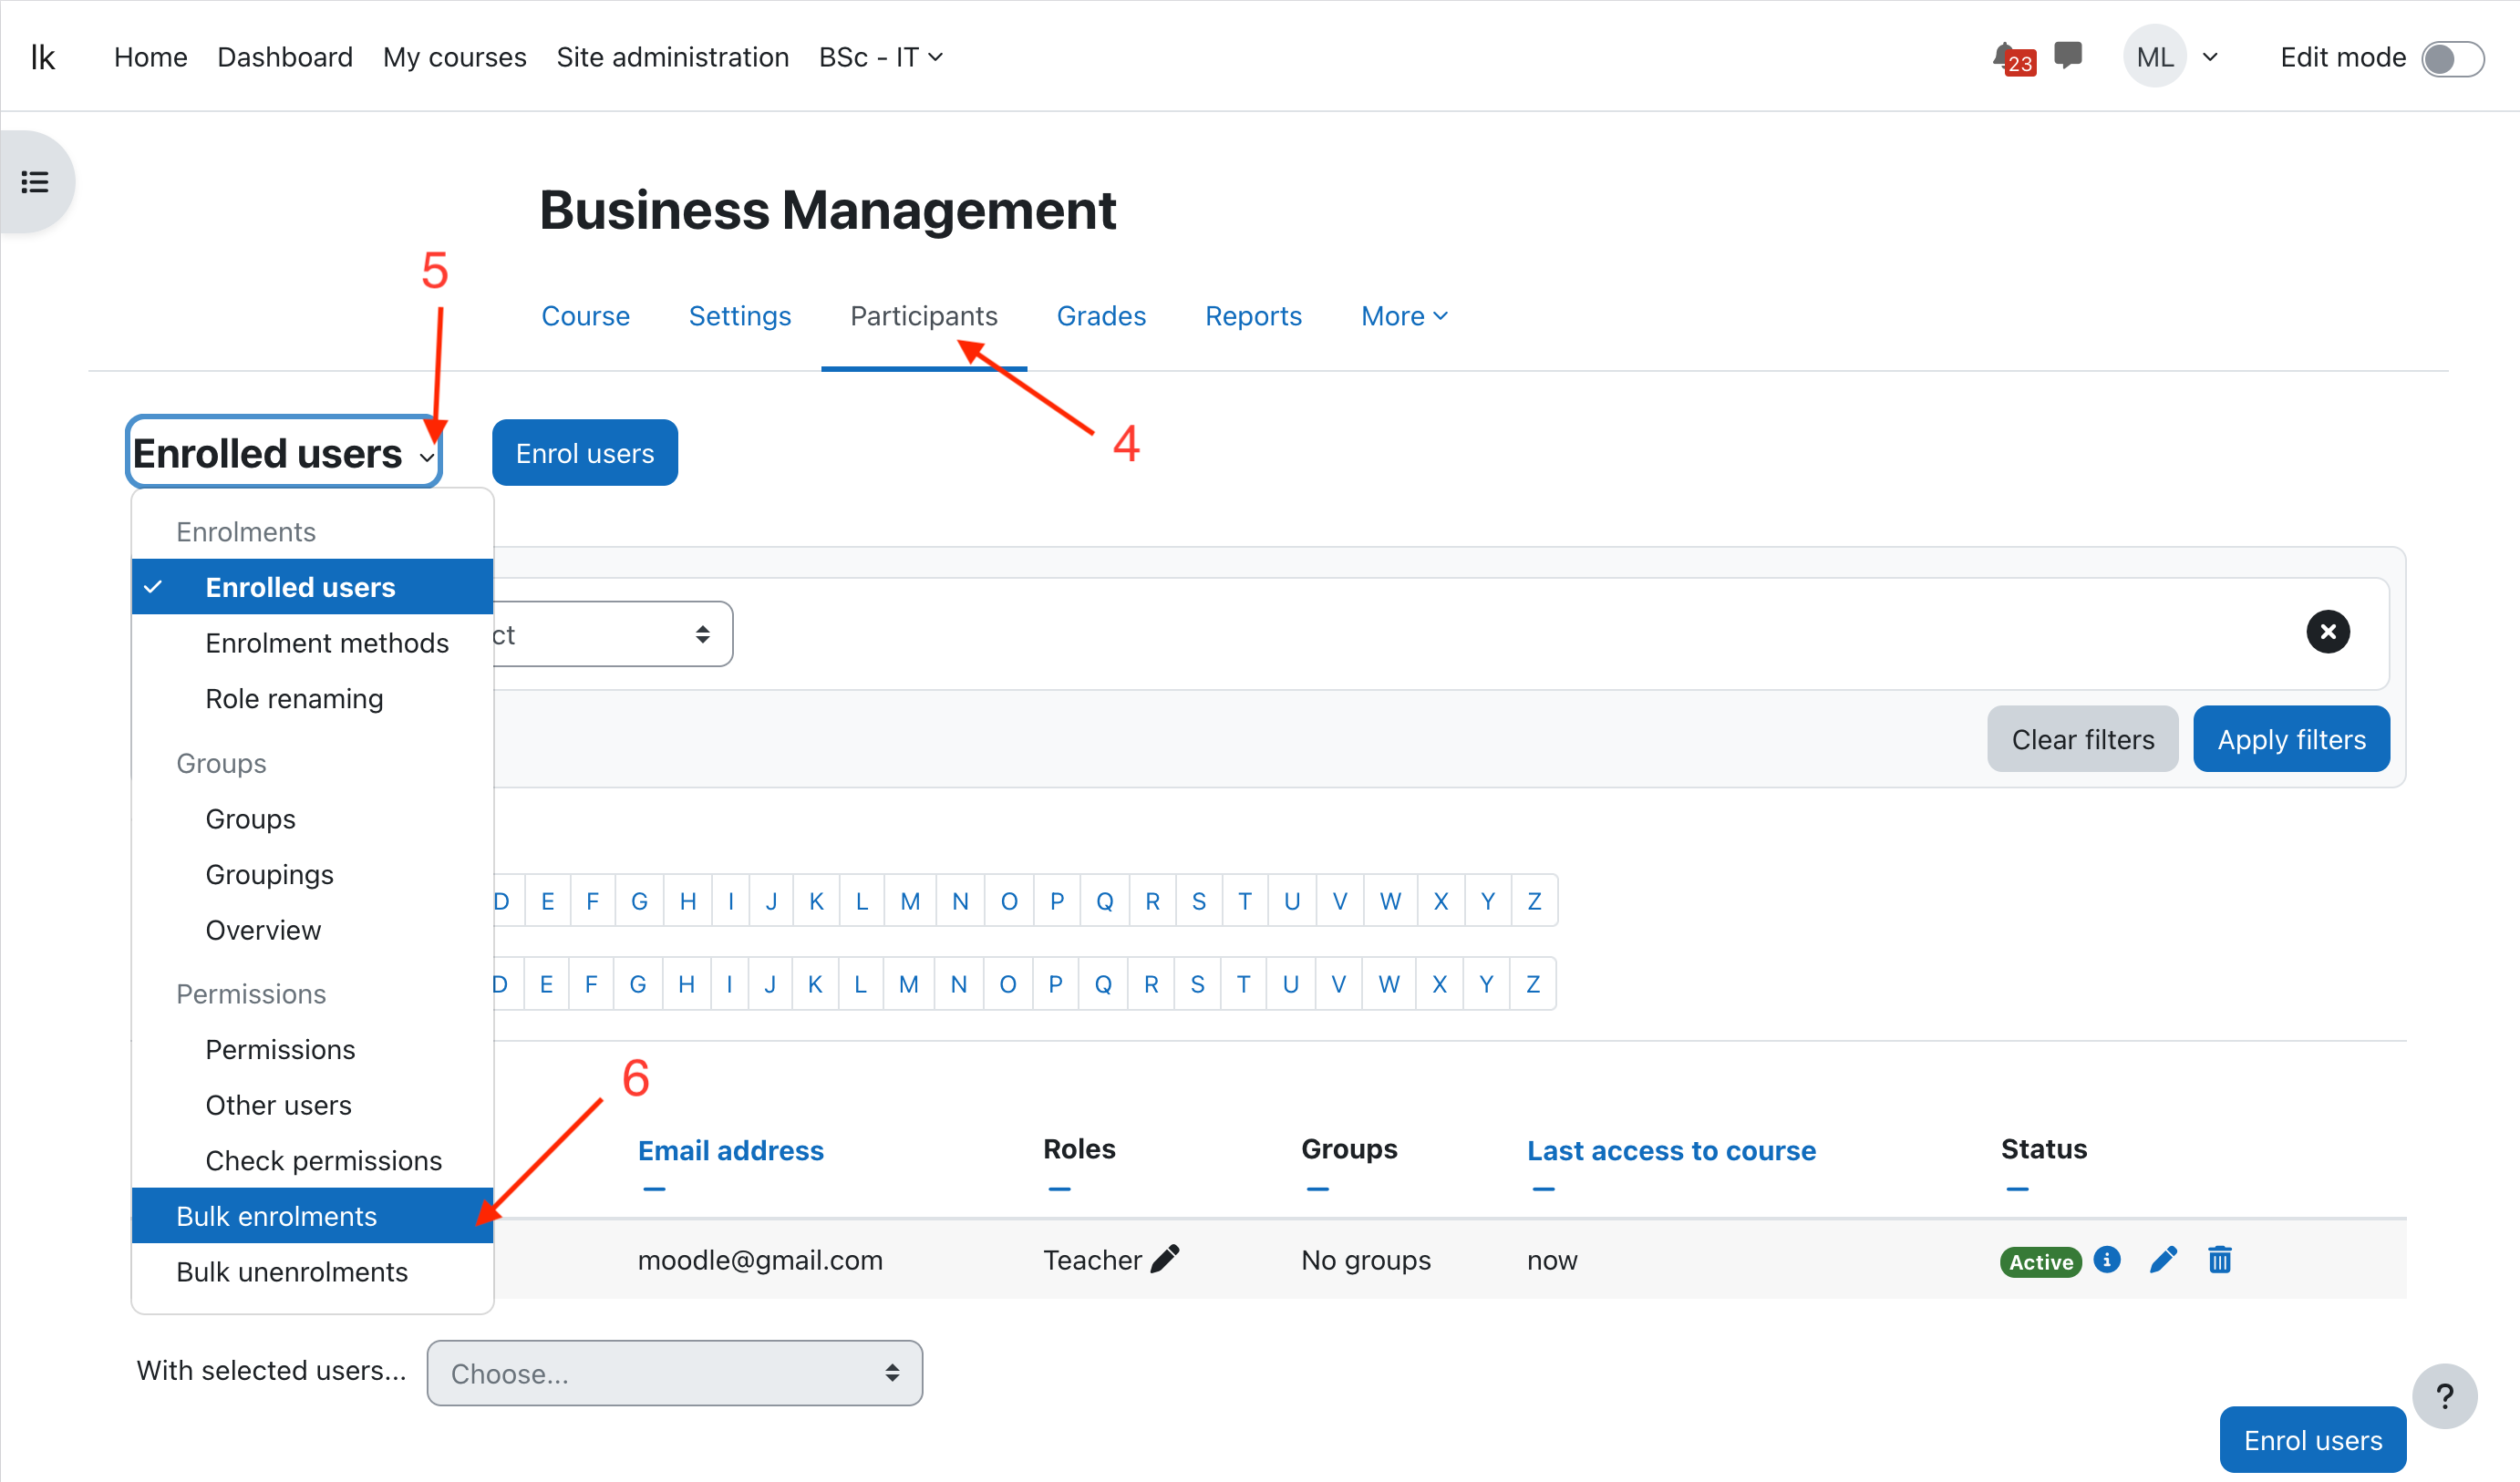 lk Home Dashboard My courses Site administration BSc - IT 23 ML Edit mode
Business Management
5
Course Settings Participants Grades Reports More
4
Enrolled users Enrol users
Enrolments
Enrolled users
Enrolment methods
ct
Role renaming
Clear filters Apply filters
Groups
Groups
Groupings
D E F G H I J K L M N O P Q R S T U V W X Y Z
Overview
D E F G H I J K L M N O P Q R S T U V W X Y Z
Permissions
Permissions
6
Other users
Check permissions
Email address Roles Groups Last access to course Status
Bulk enrolments
moodle@gmail.com Teacher No groups now Active
Bulk unenrolments
With selected users... Choose...
?
Enrol users